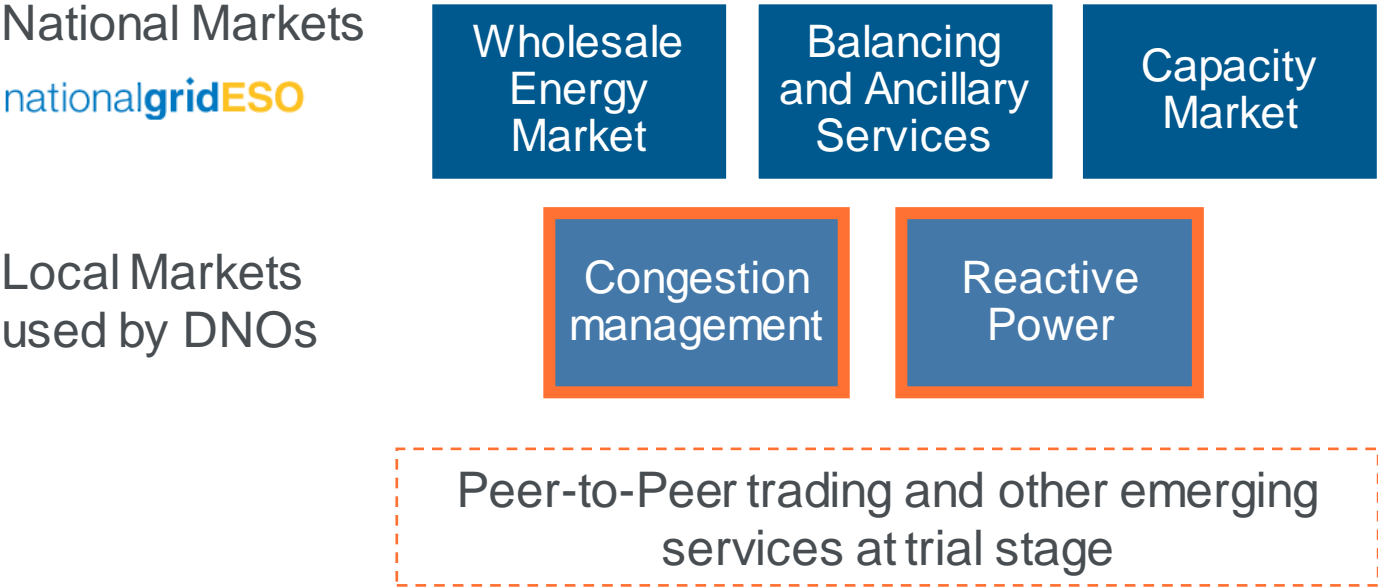 National Markets
nationalgridESO
Wholesale
Energy
Market
Balancing
and Ancillary
Services
Capacity
Market
Local Markets
used by DNOs
Congestion
management
Reactive
Power
Peer-to-Peer trading and other emerging
services at trial stage